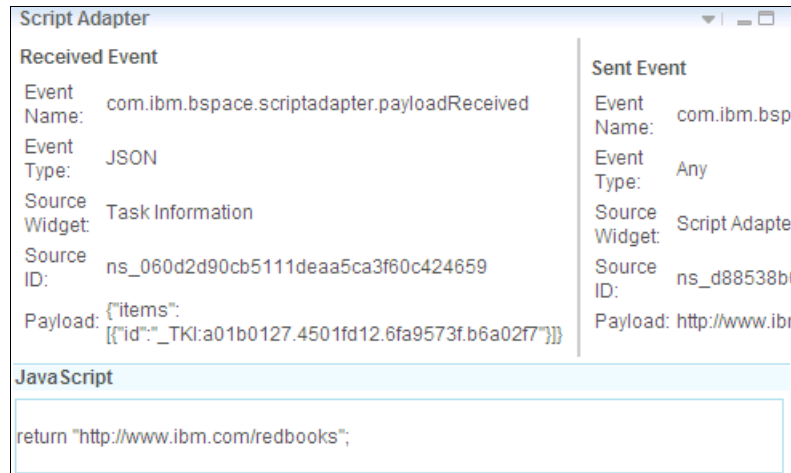 Script Adapter
Received Event
Event Name: com.ibm.bspace.scriptadapter.payloadReceived
Event Type: JSON
Source Widget: Task Information
Source ID: ns_060d2d90cb5111deaa5ca3f60c424659
Payload: {"items":
[{"id":"_TKI:a01b0127.4501fd12.6fa9573f.b6a02f7"}]}
Sent Event
Event Name: com.ibm.bsp
Event Type: Any
Source Widget: Script Adapte
Source ID: ns_d88538b
Payload: http://www.ib
JavaScript
return "http://www.ibm.com/redbooks";